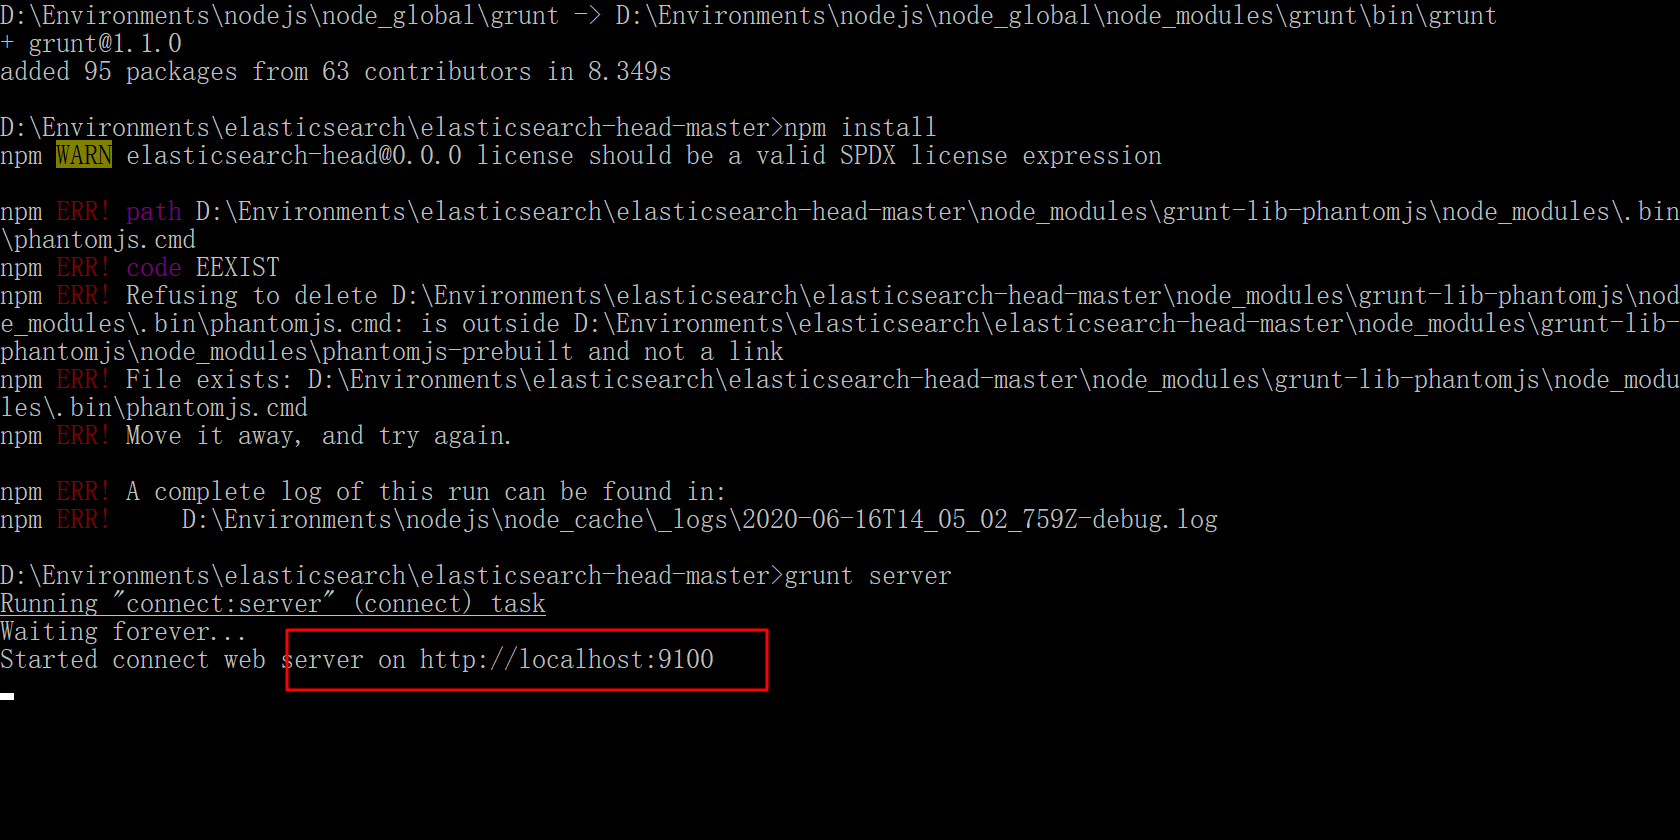 D:\Environments\nodejs\node_global\grunt -> D:\Environments\nodejs\node_global\node_modules\grunt\bin\grunt
+ grunt@1.1.0
added 95 packages from 63 contributors in 8.349s
D:\Environments\elasticsearch\elasticsearch-head-master>npm install
npm WARN elasticsearch-head@0.0.0 license should be a valid SPDX license expression
npm ERR! path D:\Environments\elasticsearch\elasticsearch-head-master\node_modules\grunt-lib-phantomjs\node_modules\.bin
\phantomjs.cmd
npm ERR! code EEXIST
npm ERR! Refusing to delete D:\Environments\elasticsearch\elasticsearch-head-master\node_modules\grunt-lib-phantomjs\nod
e_modules\.bin\phantomjs.cmd: is outside D:\Environments\elasticsearch\elasticsearch-head-master\node_modules\grunt-lib-
phantomjs\node_modules\phantomjs-prebuilt and not a link
npm ERR! File exists: D:\Environments\elasticsearch\elasticsearch-head-master\node_modules\grunt-lib-phantomjs\node_modu
les\.bin\phantomjs.cmd
npm ERR! Move it away, and try again.
npm ERR! A complete log of this run can be found in:
npm ERR!     D:\Environments\nodejs\node_cache\_logs\2020-06-16T14_05_02_759Z-debug.log
D:\Environments\elasticsearch\elasticsearch-head-master>grunt server
Running "connect:server" (connect) task
Waiting forever...
Started connect web server on http://localhost:9100